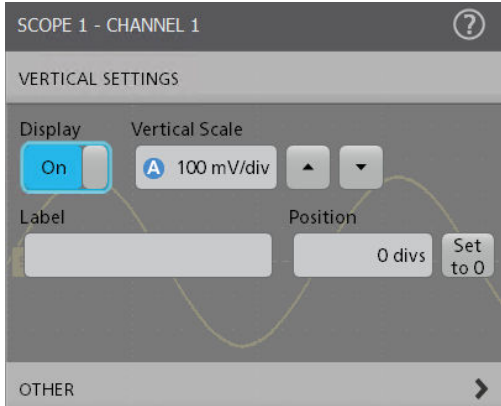 SCOPE 1 - CHANNEL 1
?
VERTICAL SETTINGS
Display Vertical Scale
On A 100 mV/div
Label Position
0 divs Set to 0
OTHER